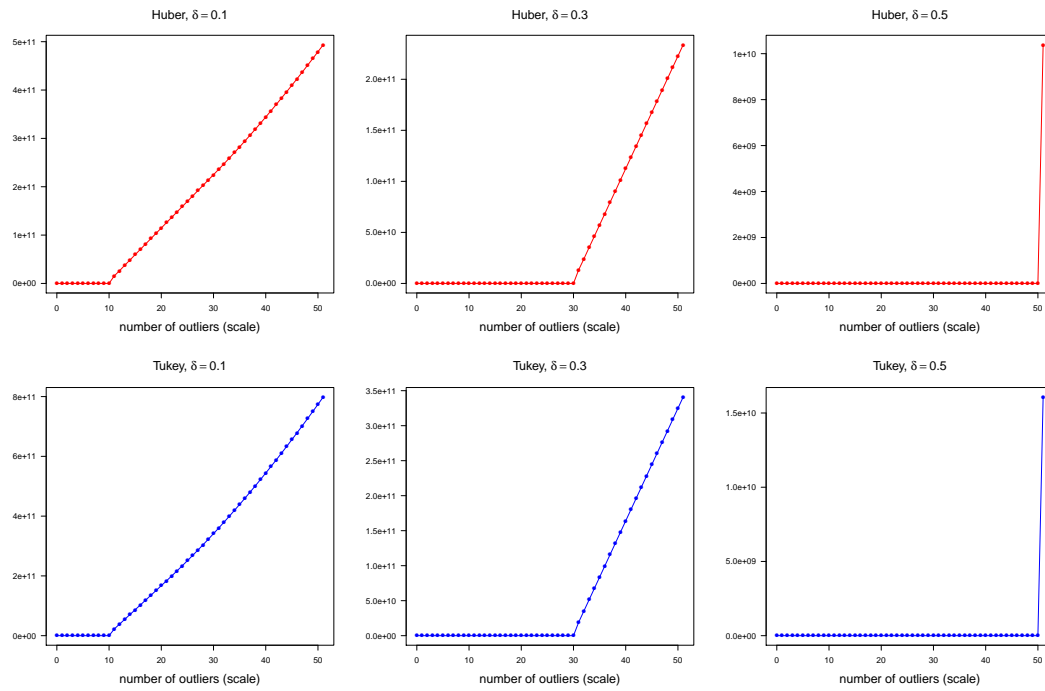 Huber, δ = 0.1
5e+11
4e+11
3e+11
2e+11
1e+11
0e+00
0 10 20 30 40 50
number of outliers (scale)
Huber, δ = 0.3
2.0e+11
1.5e+11
1.0e+11
5.0e+10
0.0e+00
0 10 20 30 40 50
number of outliers (scale)
Huber, δ = 0.5
1e+10
8e+09
6e+09
4e+09
2e+09
0e+00
0 10 20 30 40 50
number of outliers (scale)
Tukey, δ = 0.1
8e+11
6e+11
4e+11
2e+11
0e+00
0 10 20 30 40 50
number of outliers (scale)
Tukey, δ = 0.3
3.5e+11
3.0e+11
2.5e+11
2.0e+11
1.5e+11
1.0e+11
5.0e+10
0.0e+00
0 10 20 30 40 50
number of outliers (scale)
Tukey, δ = 0.5
1.5e+10
1.0e+10
5.0e+09
0.0e+00
0 10 20 30 40 50
number of outliers (scale)